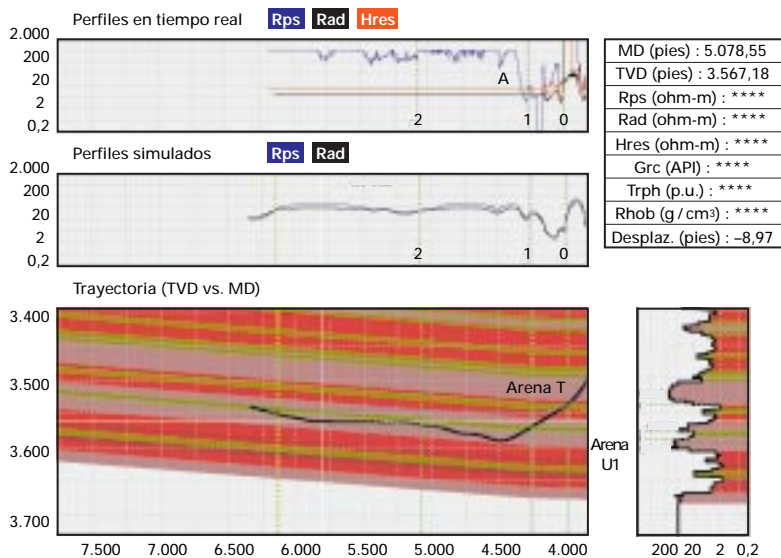 Perfiles en tiempo real Rps Rad Hres
2.000
200
20
2
0,2
A
2 1 0
MD (pies) : 5.078,55
TVD (pies) : 3.567,18
Rps (ohm-m) : ****
Rad (ohm-m) : ****
Hres (ohm-m) : ****
Grc (API) : ****
Trph (p.u.) : ****
Rhob (g/cm3) : ****
Desplaz. (pies) : –8,97
Perfiles simulados Rps Rad
2.000
200
20
2
0,2
2 1 0
Trayectoria (TVD vs. MD)
3.400
3.500
3.600
3.700
Arena T
Arena
U1
7.500 7.000 6.000 5.000 4.500 4.000
200 20 2 0,2